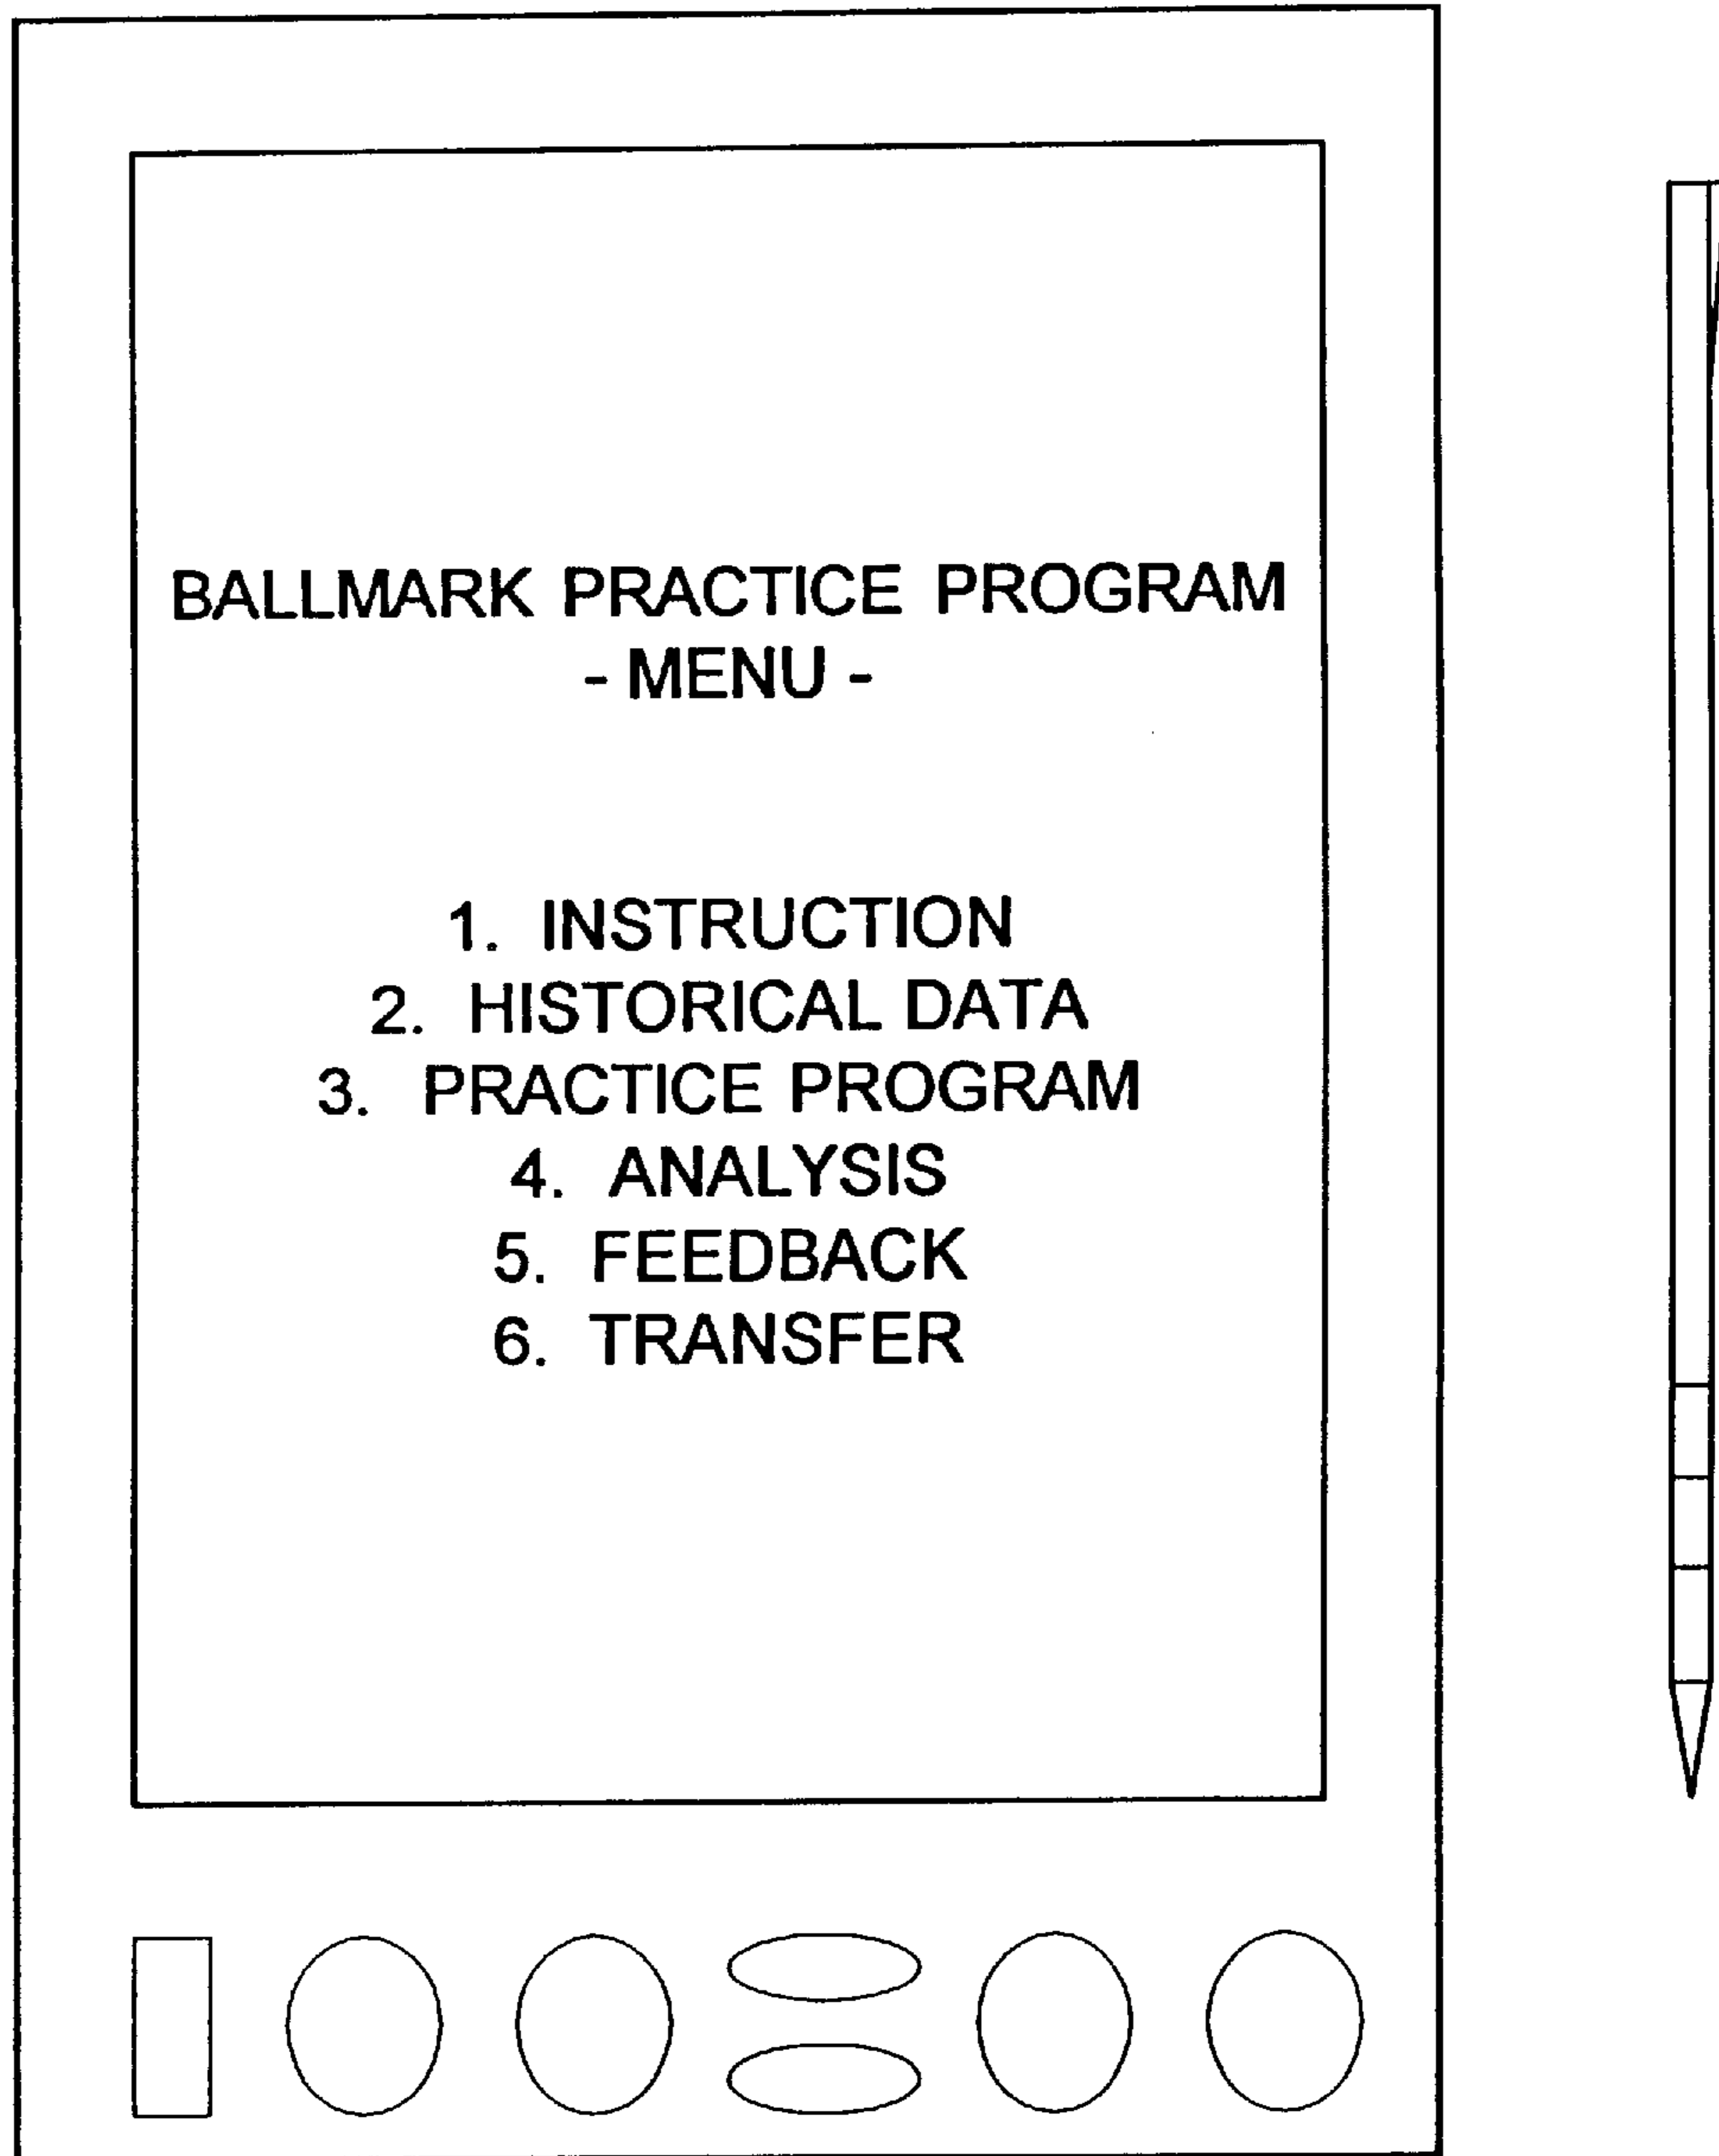 BALLMARK PRACTICE PROGRAM
- MENU -
1. INSTRUCTION
2. HISTORICAL DATA
3. PRACTICE PROGRAM
4. ANALYSIS
5. FEEDBACK
6. TRANSFER